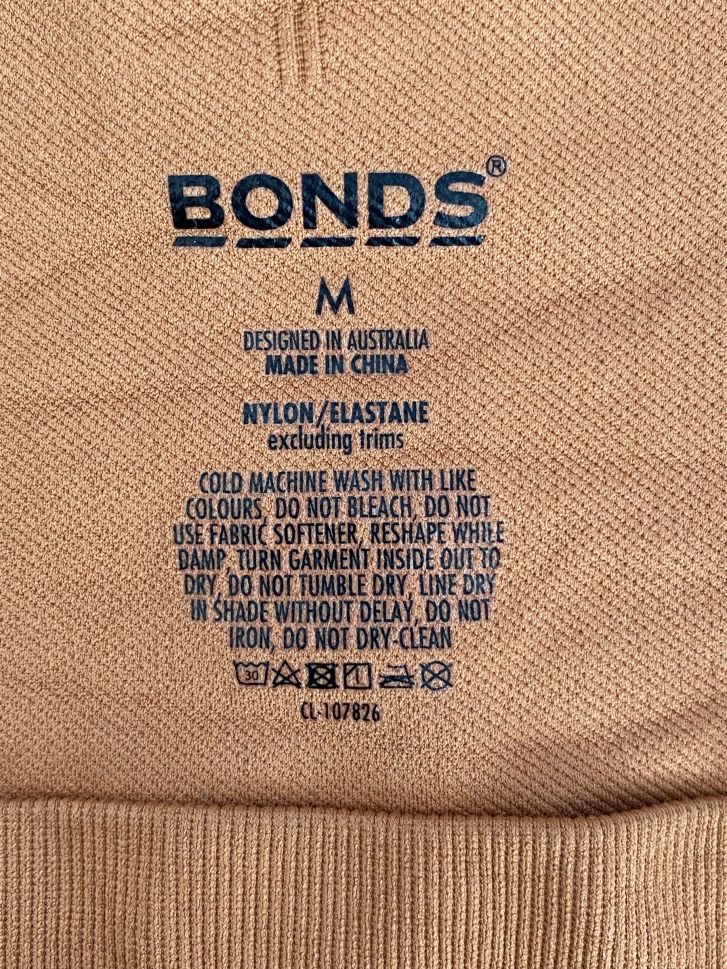 BONDS®
M
DESIGNED IN AUSTRALIA
MADE IN CHINA
NYLON/ELASTANE
excluding trims
COLD MACHINE WASH WITH LIKE
COLOURS, DO NOT BLEACH, DO NOT
USE FABRIC SOFTENER, RESHAPE WHILE
DAMP, TURN GARMENT INSIDE OUT TO
DRY, DO NOT TUMBLE DRY, LINE DRY
IN SHADE WITHOUT DELAY, DO NOT
IRON, DO NOT DRY-CLEAN
30
CL-107826